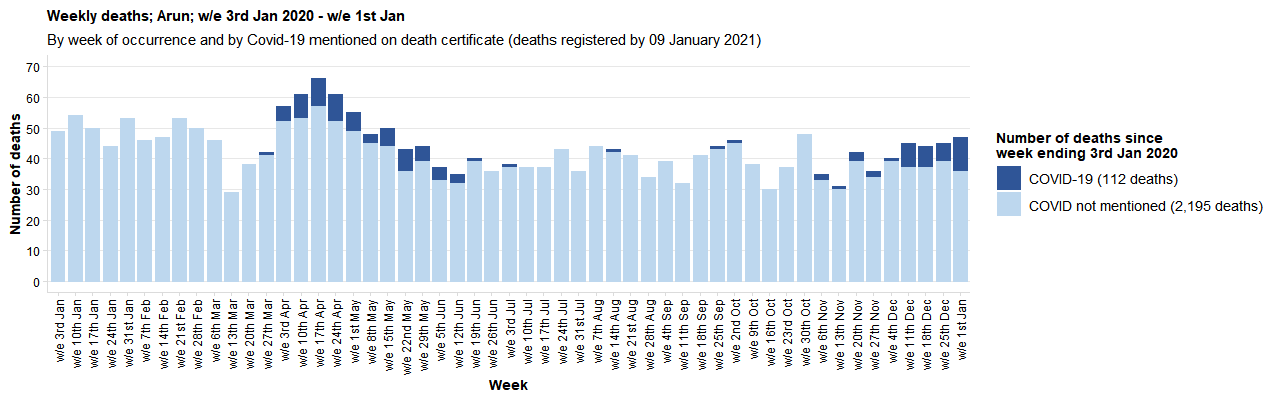 Weekly deaths; Arun; w/e 3rd Jan 2020 - w/e 1st Jan
By week of occurrence and by Covid-19 mentioned on death certificate (deaths registered by 09 January 2021)
Number of deaths
70
60
50
40
30
20
10
0
w/e 3rd Jan
w/e 10th Jan
w/e 17th Jan
w/e 24th Jan
w/e 31st Jan
w/e 7th Feb
w/e 14th Feb
w/e 21st Feb
w/e 28th Feb
w/e 6th Mar
w/e 13th Mar
w/e 20th Mar
w/e 27th Mar
w/e 3rd Apr
w/e 10th Apr
w/e 17th Apr
w/e 24th Apr
w/e 1st May
w/e 8th May
w/e 15th May
w/e 22nd May
w/e 29th May
w/e 5th Jun
w/e 12th Jun
w/e 19th Jun
w/e 26th Jun
w/e 3rd Jul
w/e 10th Jul
w/e 17th Jul
w/e 24th Jul
w/e 31st Jul
w/e 7th Aug
w/e 14th Aug
w/e 21st Aug
w/e 28th Aug
w/e 4th Sep
w/e 11th Sep
w/e 18th Sep
w/e 25th Sep
w/e 2nd Oct
w/e 9th Oct
w/e 16th Oct
w/e 23rd Oct
w/e 30th Oct
w/e 6th Nov
w/e 13th Nov
w/e 20th Nov
w/e 27th Nov
w/e 4th Dec
w/e 11th Dec
w/e 18th Dec
w/e 25th Dec
w/e 1st Jan
Week
Number of deaths since
week ending 3rd Jan 2020
COVID-19 (112 deaths)
COVID not mentioned (2,195 deaths)